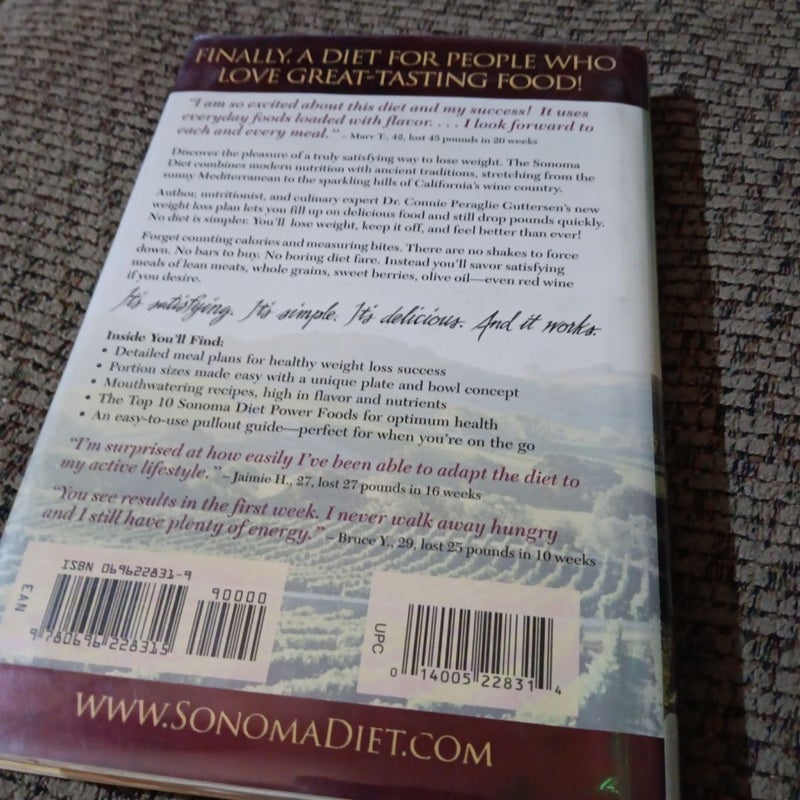 FINALLY, A DIET FOR PEOPLE WHO
LOVE GREAT-TASTING FOOD!
"I am so excited about this diet and my success! It uses
everyday foods loaded with flavor. . . . I look forward to
each and every meal." – Mary T., 42, lost 45 pounds in 20 weeks
Discover the pleasure of a truly satisfying way to lose weight. The Sonoma
Diet combines modern nutrition with ancient traditions, stretching from the
sunny Mediterranean to the sparkling hills of California's wine country.
Author, nutritionist, and culinary expert Dr. Connie Peraglie Guttersen's new
weight loss plan lets you fill up on delicious food and still drop pounds quickly.
No diet is simpler. You'll lose weight, keep it off, and feel better than ever!
Forget counting calories and measuring bites. There are no shakes to force
down. No bars to buy. No boring diet fare. Instead you'll savor satisfying
meals of lean meats, whole grains, sweet berries, olive oil—even red wine
if you desire.
It's satisfying. It's simple. It's delicious. And it works.
Inside You'll Find:
• Detailed meal plans for healthy weight loss success
• Portion sizes made easy with a unique plate and bowl concept
• Mouthwatering recipes, high in flavor and nutrients
• The Top 10 Sonoma Diet Power Foods for optimum health
• An easy-to-use pullout guide—perfect for when you're on the go
"I'm surprised at how easily I've been able to adapt the diet to
my active lifestyle." – Jaimie H., 27, lost 27 pounds in 16 weeks
"You see results in the first week. I never walk away hungry
and I still have plenty of energy." – Bruce Y., 29, lost 25 pounds in 10 weeks
ISBN 069622831-9
90000
EAN
9 780696 228315
UPC
0 14005 22831 4
WWW.SONOMADIET.COM